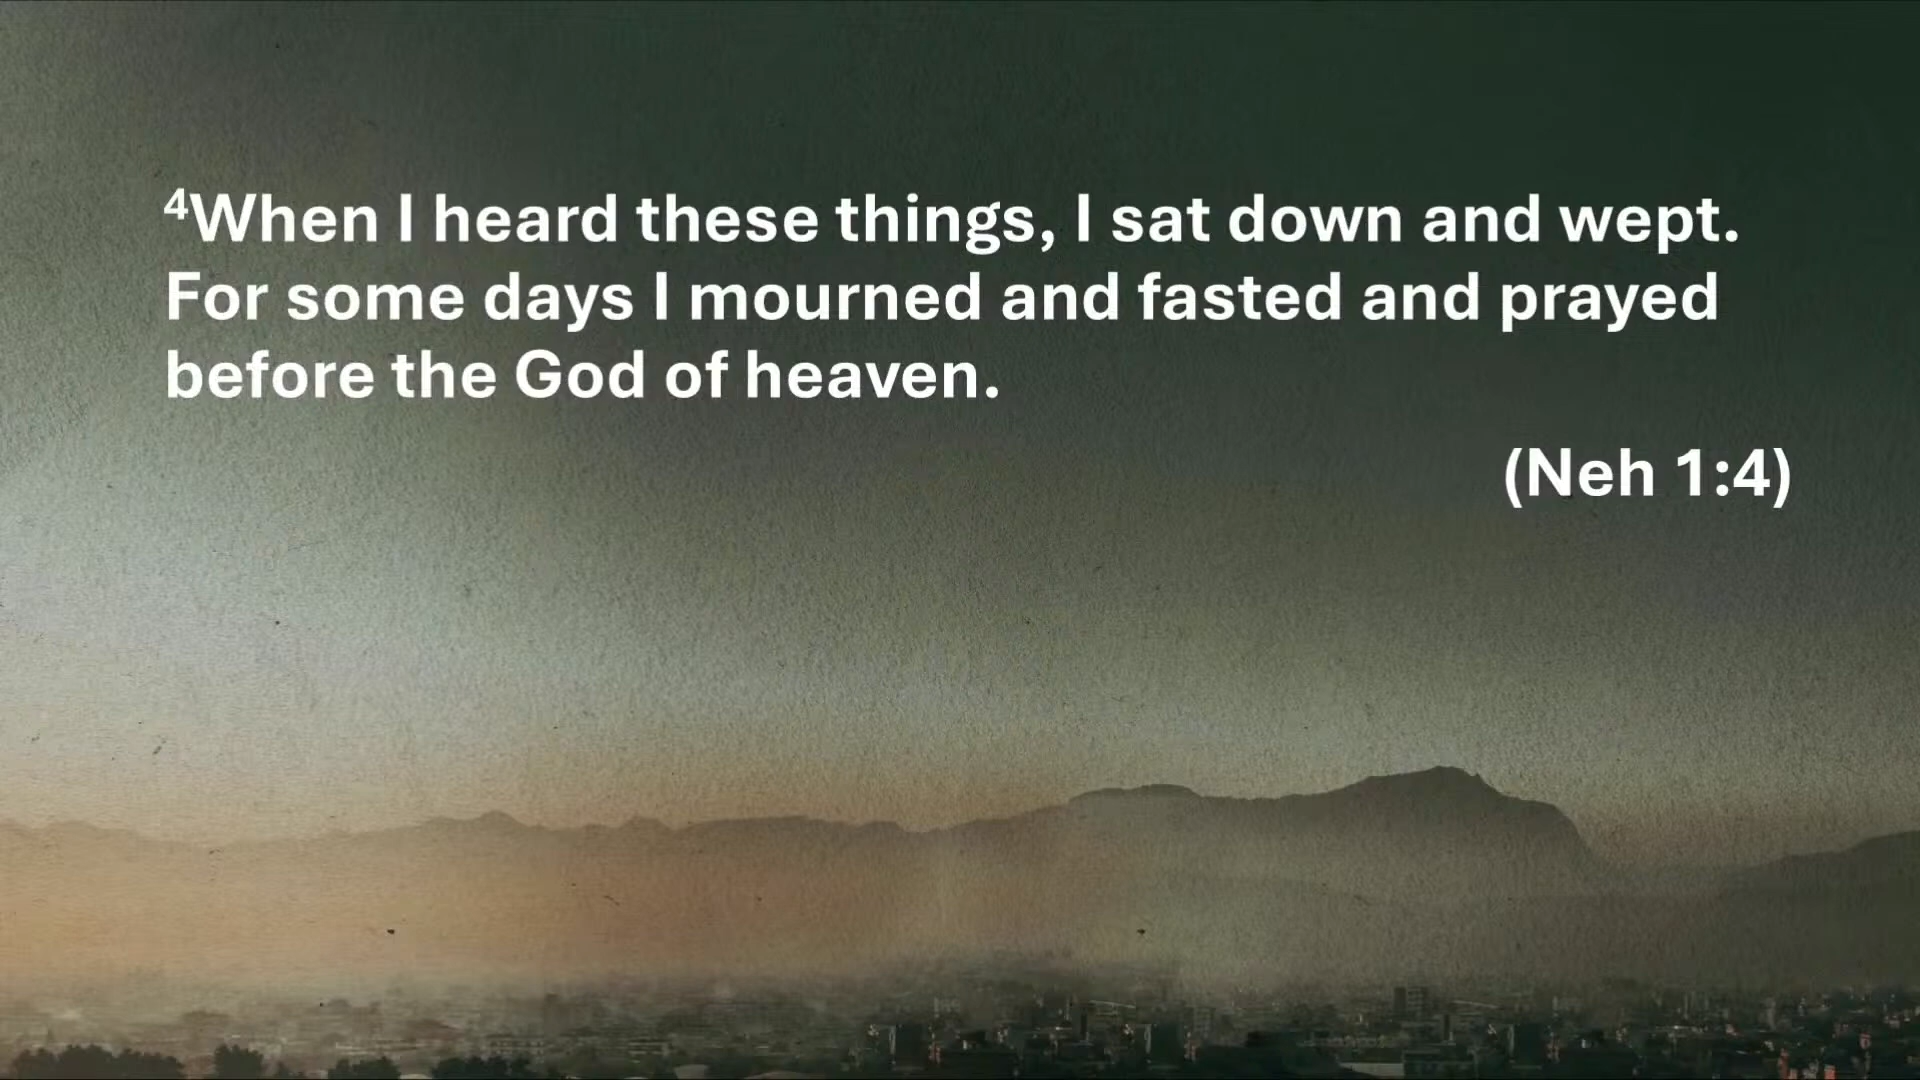 ⁴When I heard these things, I sat down and wept.
For some days I mourned and fasted and prayed
before the God of heaven.
(Neh 1:4)